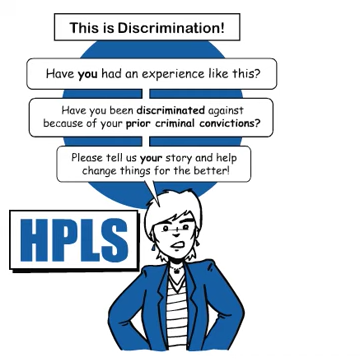 This is Discrimination!
Have you had an experience like this?
Have you been discriminated against
because of your prior criminal convictions?
Please tell us your story and help
change things for the better!
HPLS